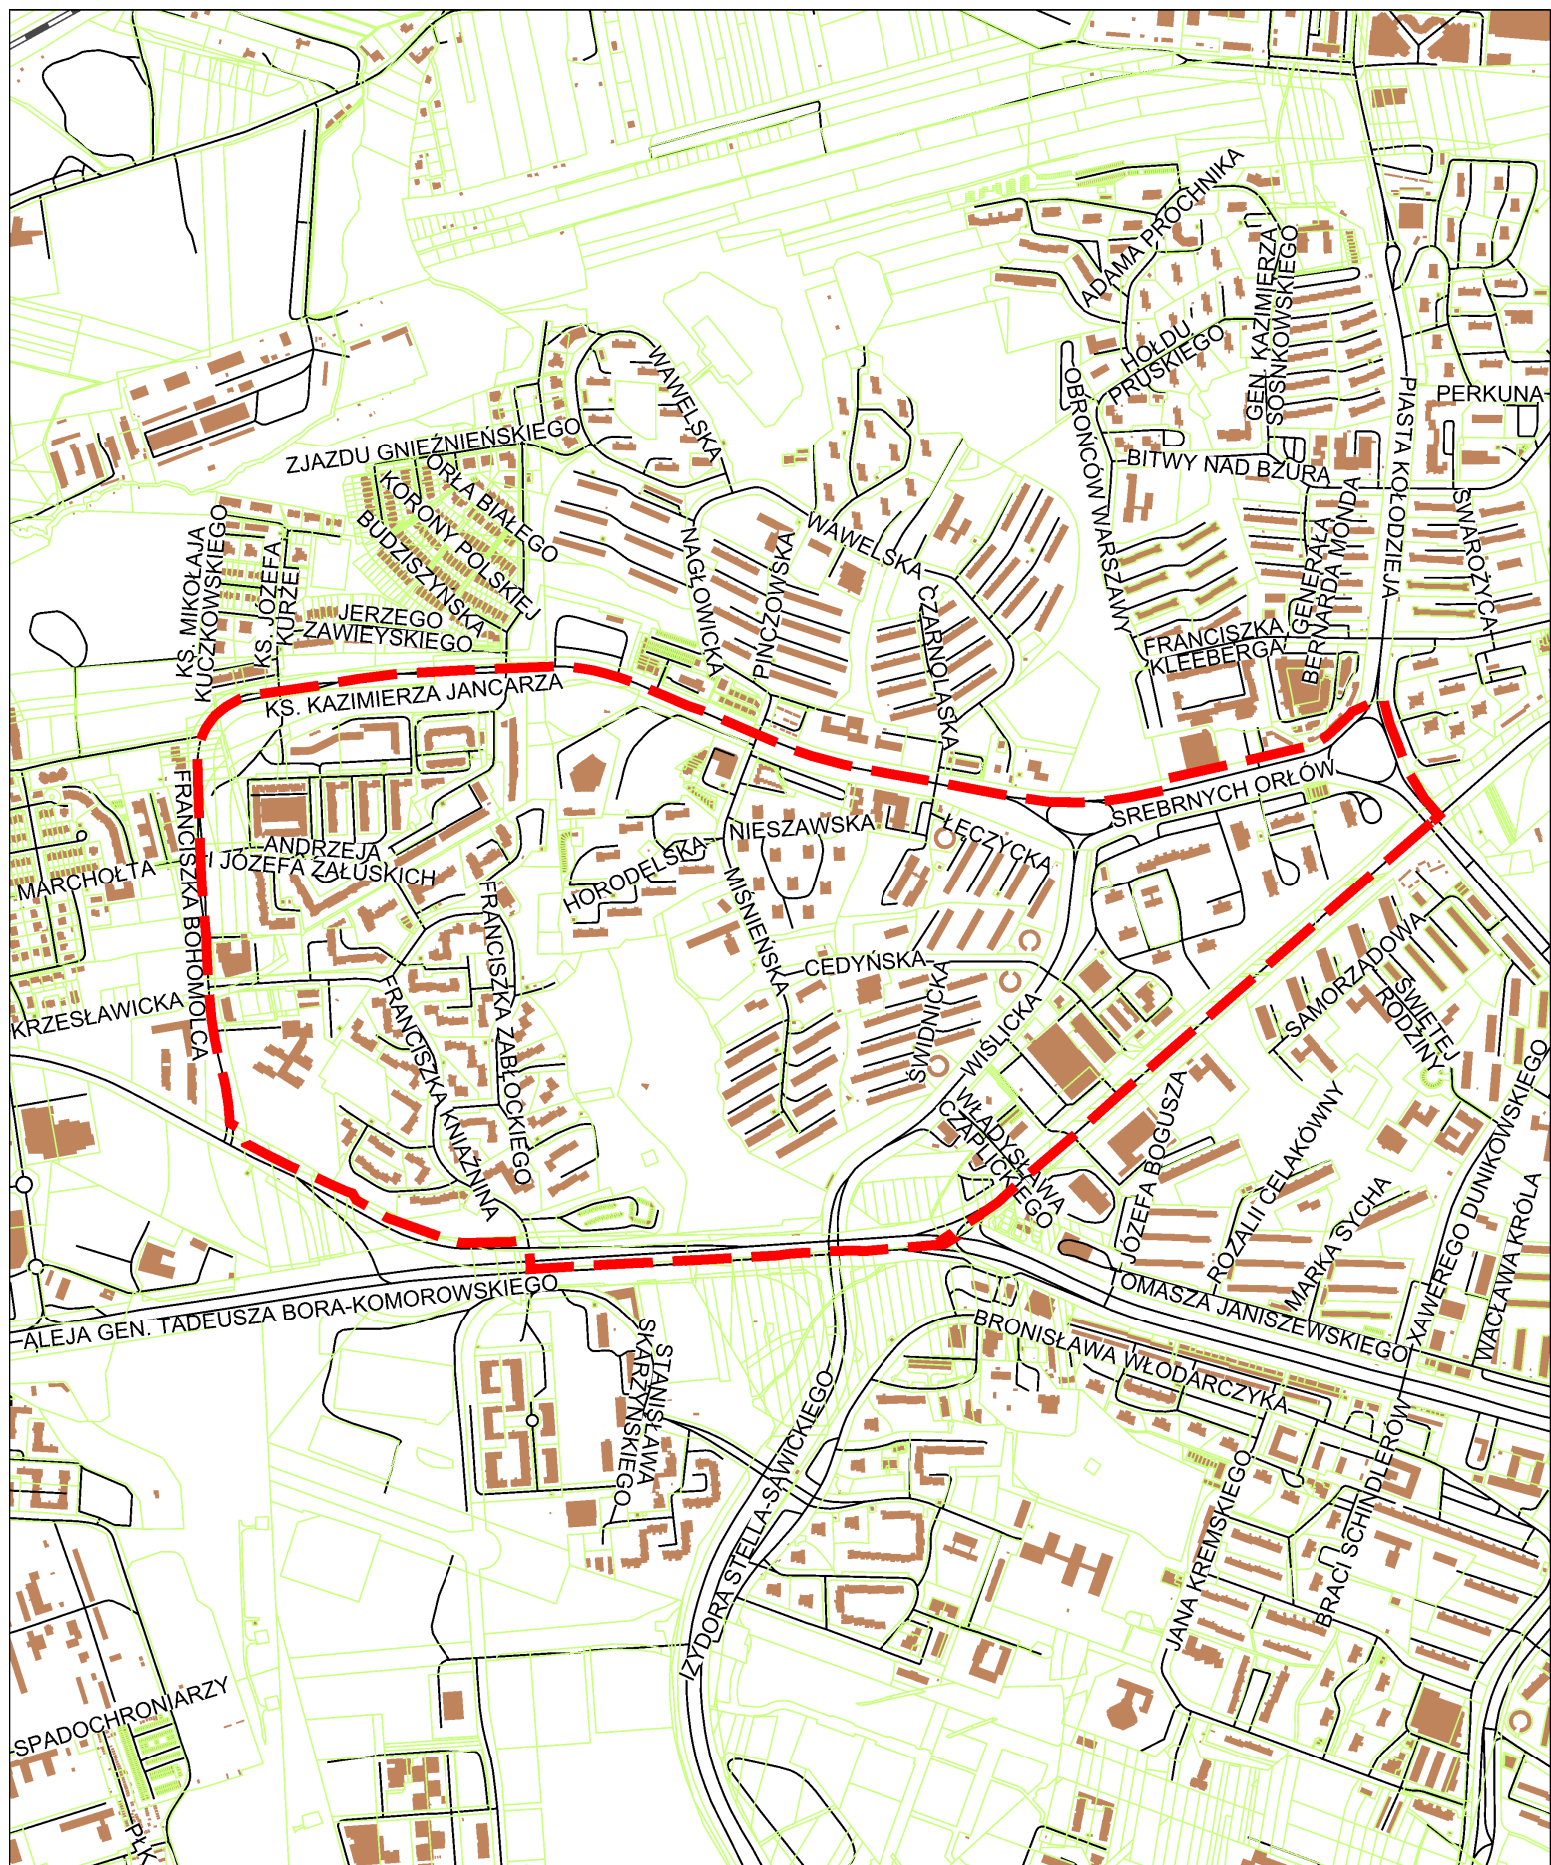 ADAMA PRÓCHNIKA
GEN. KAZIMIERZA
SOSNKOWSKIEGO
HOŁDU
PRUSKIEGO
OBROŃCÓW WARSZAWY
PIASTA KOŁODZIEJA
PERKUNA
WAWELSKA
ZJAZDU GNIEŹNIEŃSKIEGO
ORŁA BIAŁEGO
KORONY POLSKIEJ
BUDZISZYŃSKA
BITWY NAD BZURĄ
SWAROŻYCA
GENERAŁA
BERNARDA MONDA
KS. MIKOŁAJA
KUCZKOWSKIEGO
KS. JÓZEFA
KURZEI
JERZEGO
ZAWIEYSKIEGO
NAGŁOWICKA
PIŃCZOWSKA
WAWELSKA
CZARNOLASKA
FRANCISZKA
KLEEBERGA
KS. KAZIMIERZA JANCARZA
SREBRNYCH ORŁÓW
FRANCISZKA BOHOMOLCA
ANDRZEJA
I JÓZEFA ZAŁUSKICH
MARCHOŁTA
NIESZAWSKA
ŁĘCZYCKA
HORODELSKA
MIŚNIEŃSKA
FRANCISZKA ZABŁOCKIEGO
FRANCISZKA KNIAŹNINA
CEDYŃSKA
ŚWIDNICKA
WIŚLICKA
KRZESŁAWICKA
SAMORZĄDOWA
ŚWIĘTEJ
RODZINY
WŁADYSŁAWA
CZAPLICKIEGO
JÓZEFA BOGUSZA
ROZALII CELAKÓWNY
MARKA SYCHA
XAWEREGO DUNIKOWSKIEGO
WACŁAWA KRÓLA
OMASZA JANISZEWSKIEGO
ALEJA GEN. TADEUSZA BORA-KOMOROWSKIEGO
BRONISŁAWA WŁODARCZYKA
STANISŁAWA
SKARŻYŃSKIEGO
IZYDORA STELLA-SAWICKIEGO
JANA KREMSKIEGO
BRACI SCHINDLERÓW
SPADOCHRONIARZY
PŁK